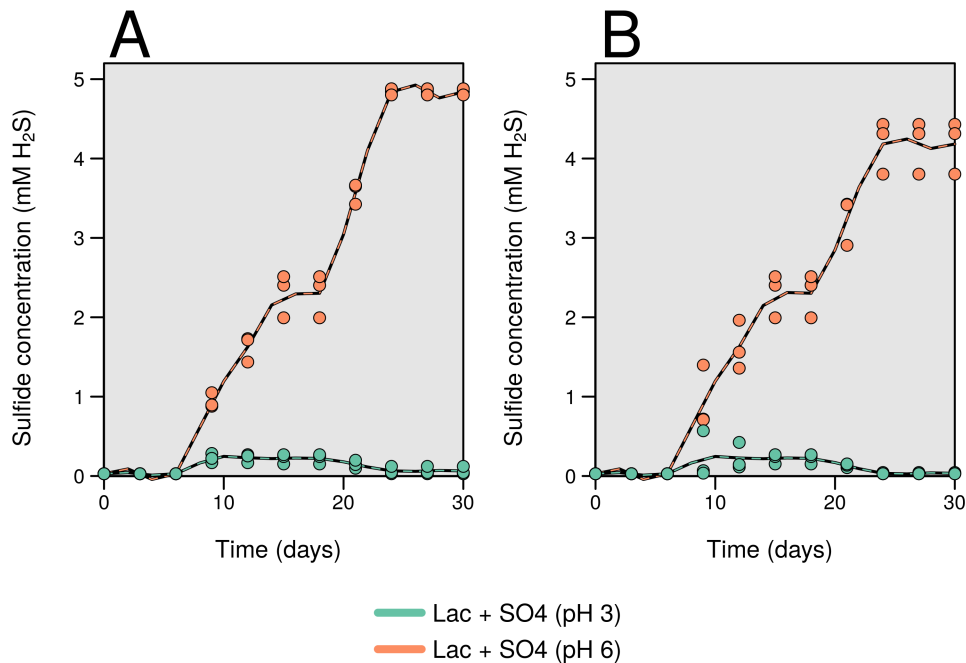 A
Sulfide concentration (mM H₂S)
5
4
3
2
1
0
0 10 20 30
Time (days)
B
Sulfide concentration (mM H₂S)
5
4
3
2
1
0
0 10 20 30
Time (days)
Lac + SO4 (pH 3)
Lac + SO4 (pH 6)